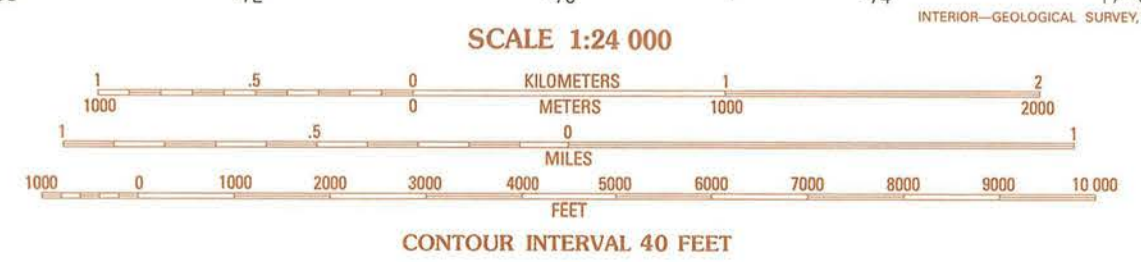 INTERIOR—GEOLOGICAL SURVEY,
SCALE 1:24 000
1 .5 0 KILOMETERS 1 2
1000 0 METERS 1000 2000
1 .5 0 1
MILES
1000 0 1000 2000 3000 4000 5000 6000 7000 8000 9000 10 000
FEET
CONTOUR INTERVAL 40 FEET